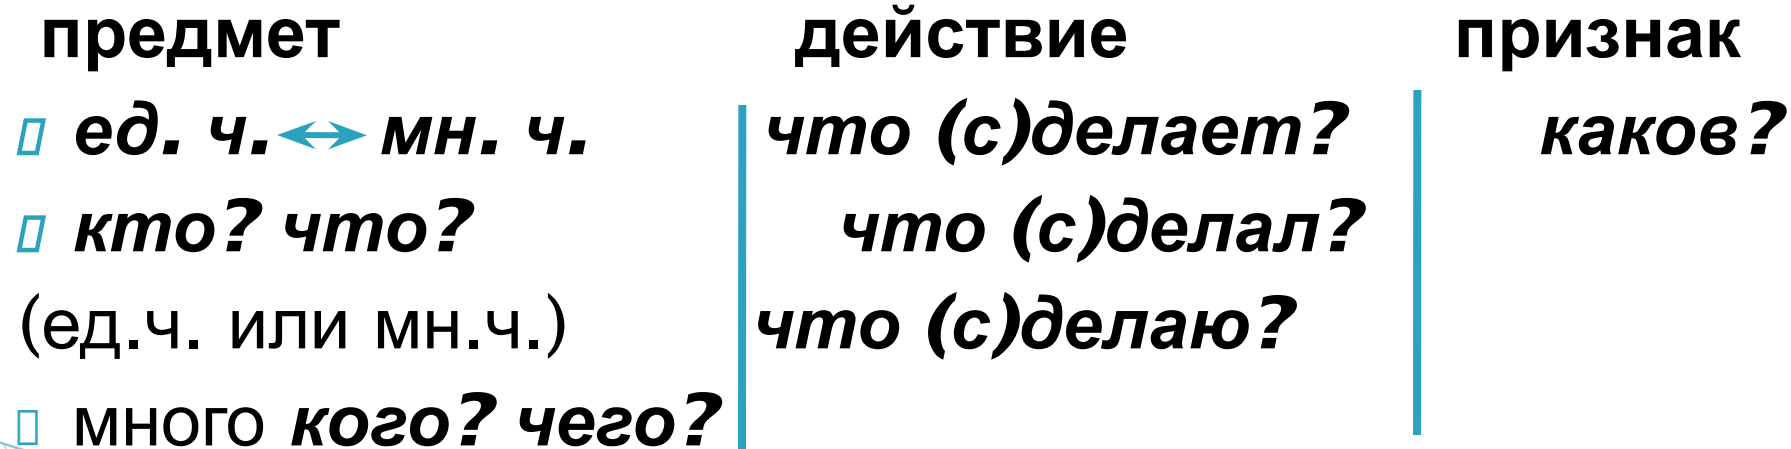 предмет действие признак
ед. ч. ↔ мн. ч. что (с)делает? каков?
кто? что? что (с)делал?
(ед.ч. или мн.ч.) что (с)делаю?
много кого? чего?